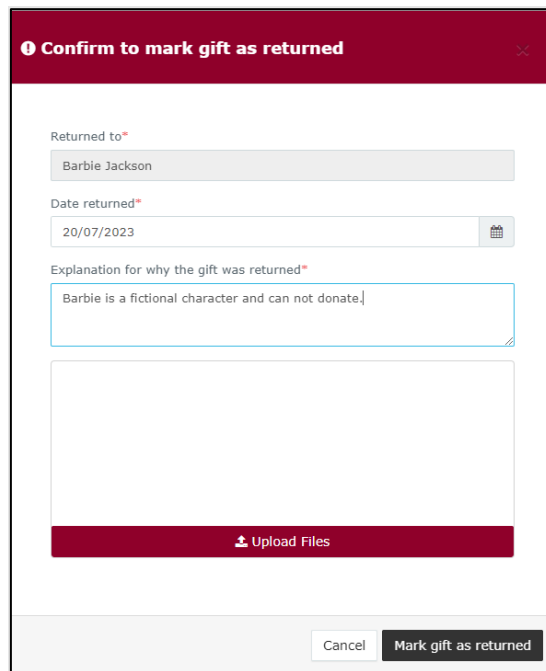 Confirm to mark gift as returned
Returned to*
Barbie Jackson
Date returned*
20/07/2023
Explanation for why the gift was returned*
Barbie is a fictional character and can not donate.
Upload Files
Cancel Mark gift as returned